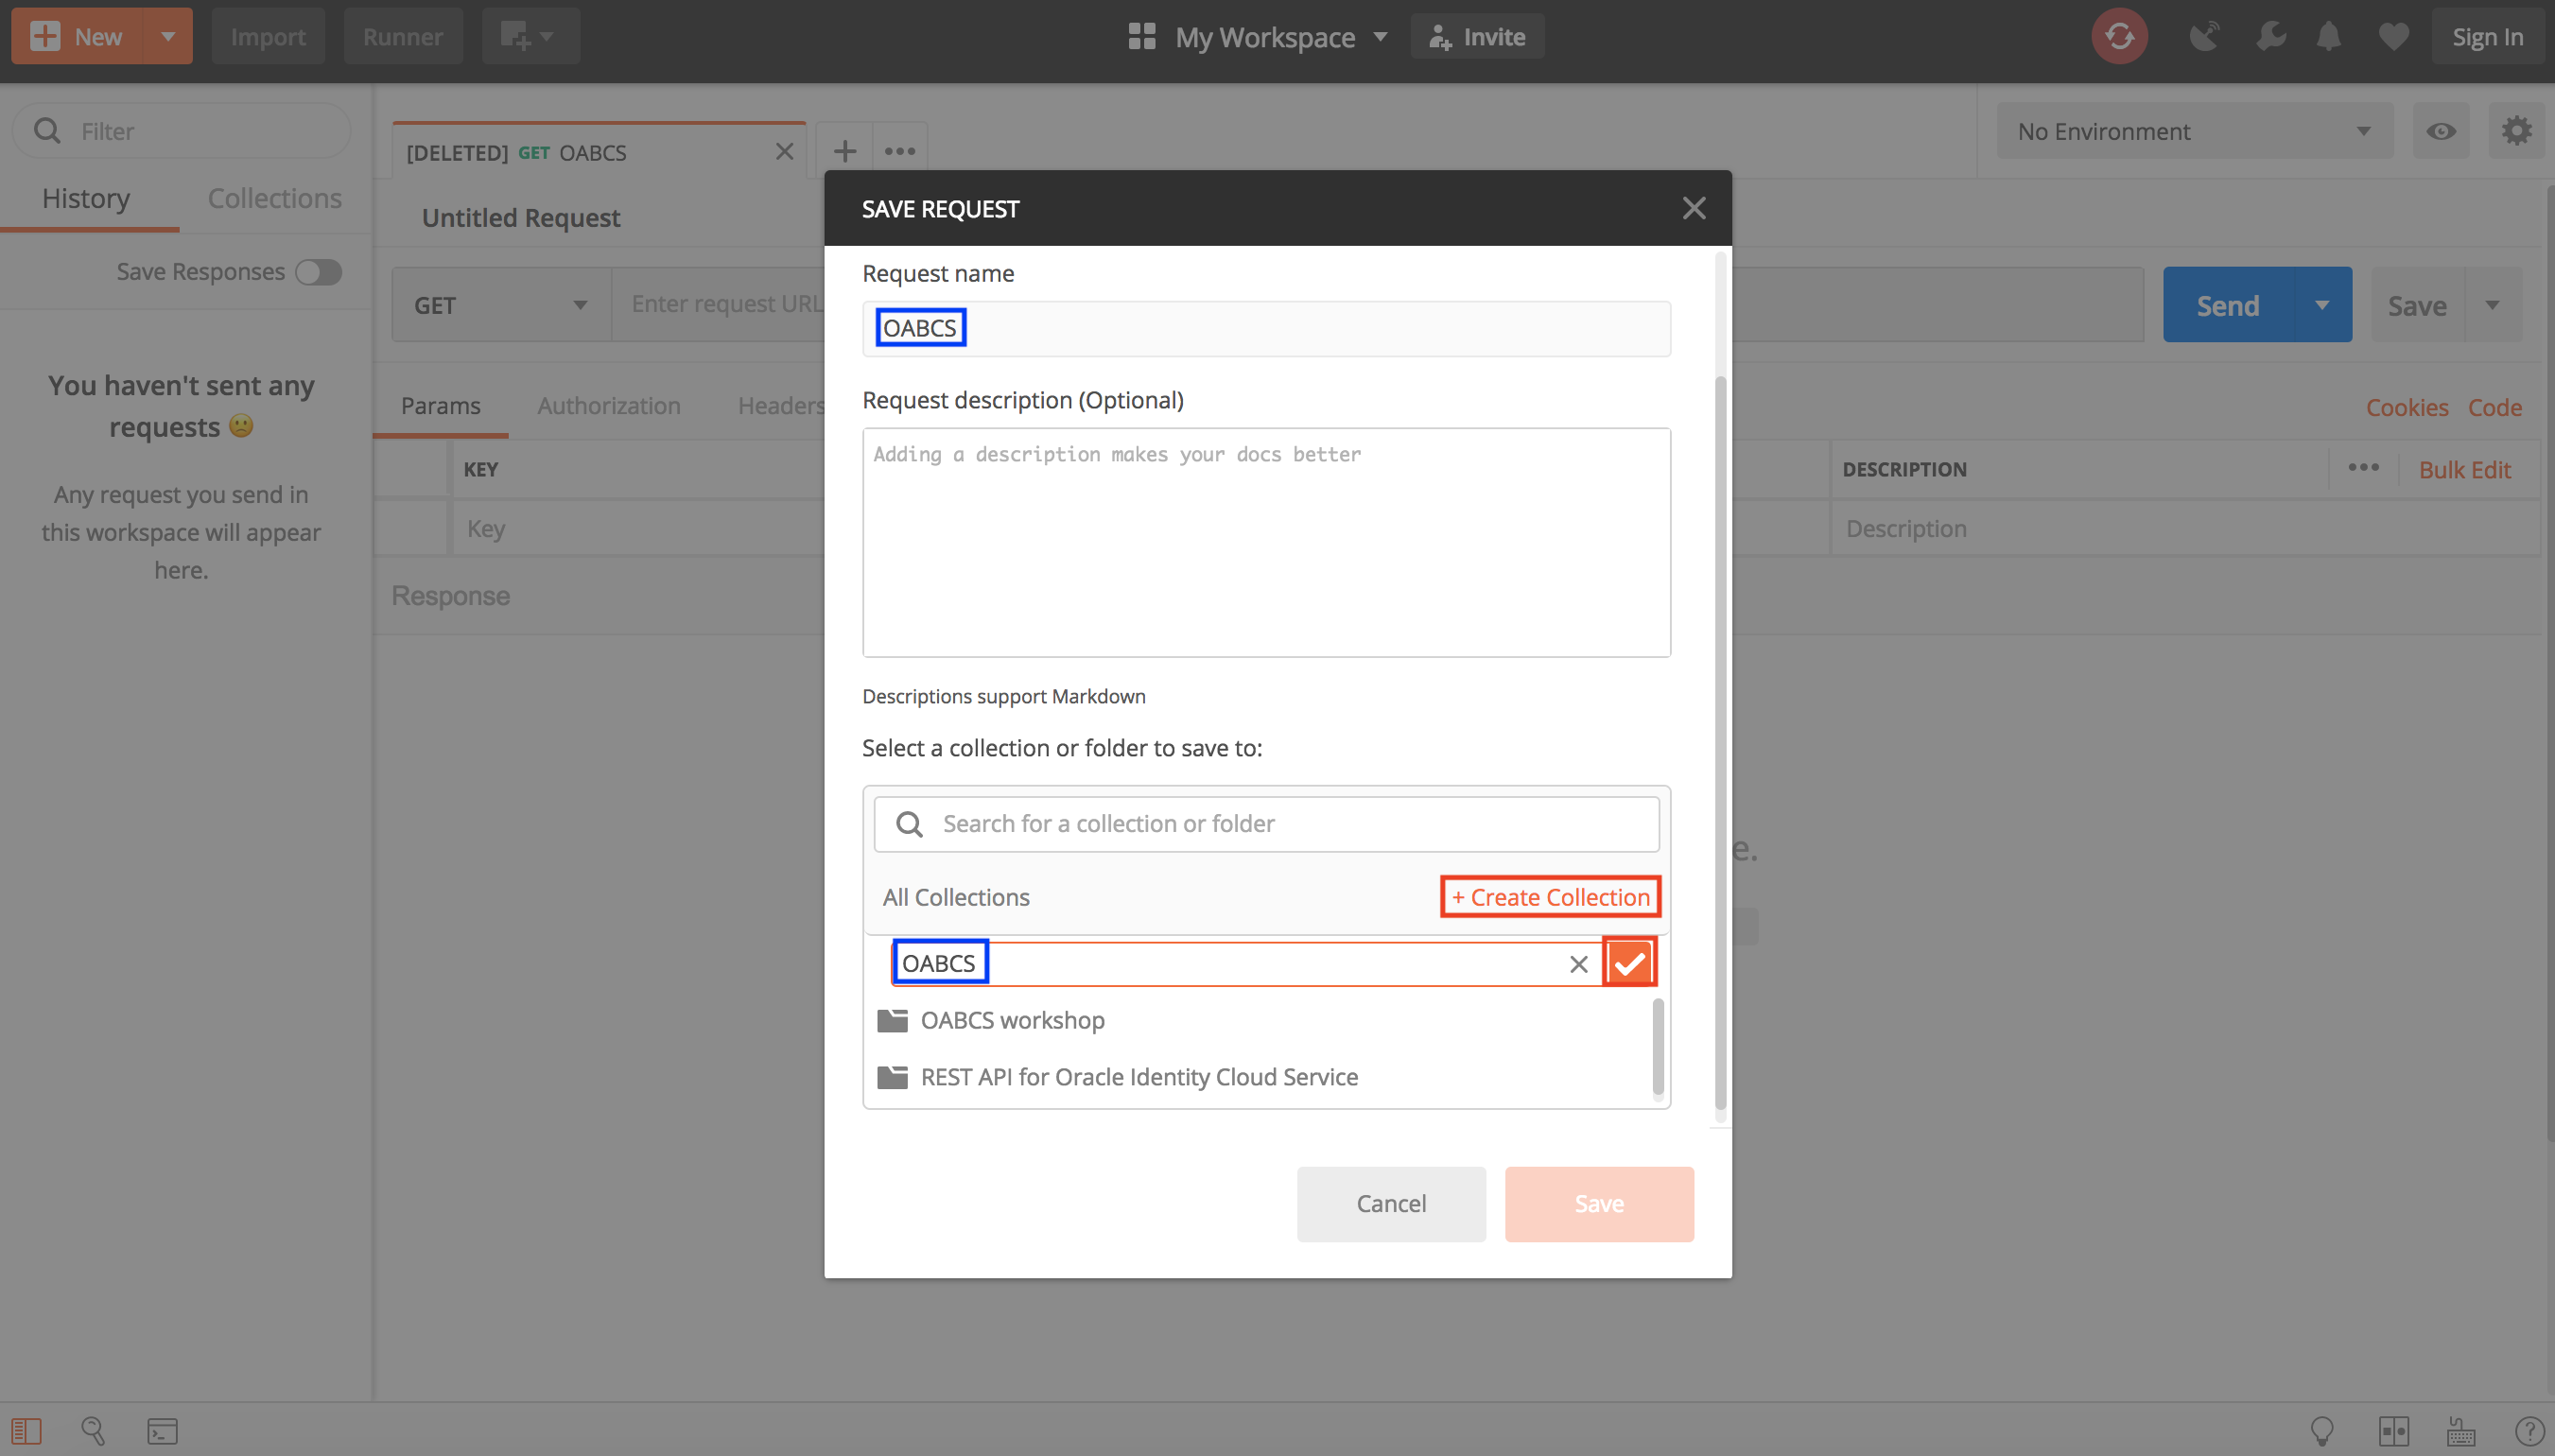 New
Import
Runner
My Workspace
Invite
Sign In
Filter
[DELETED] GET OABCS
No Environment
History
Collections
Untitled Request
SAVE REQUEST
Save Responses
GET
Enter request URL
Send
Save
Request name
OABCS
You haven't sent any
requests
Any request you send in
this workspace will appear
here.
Params
Authorization
Headers
Cookies
Code
Request description (Optional)
Adding a description makes your docs better
KEY
DESCRIPTION
Bulk Edit
Key
Description
Response
Descriptions support Markdown
Select a collection or folder to save to:
Search for a collection or folder
e.
All Collections
+ Create Collection
OABCS
OABCS workshop
REST API for Oracle Identity Cloud Service
Cancel
Save